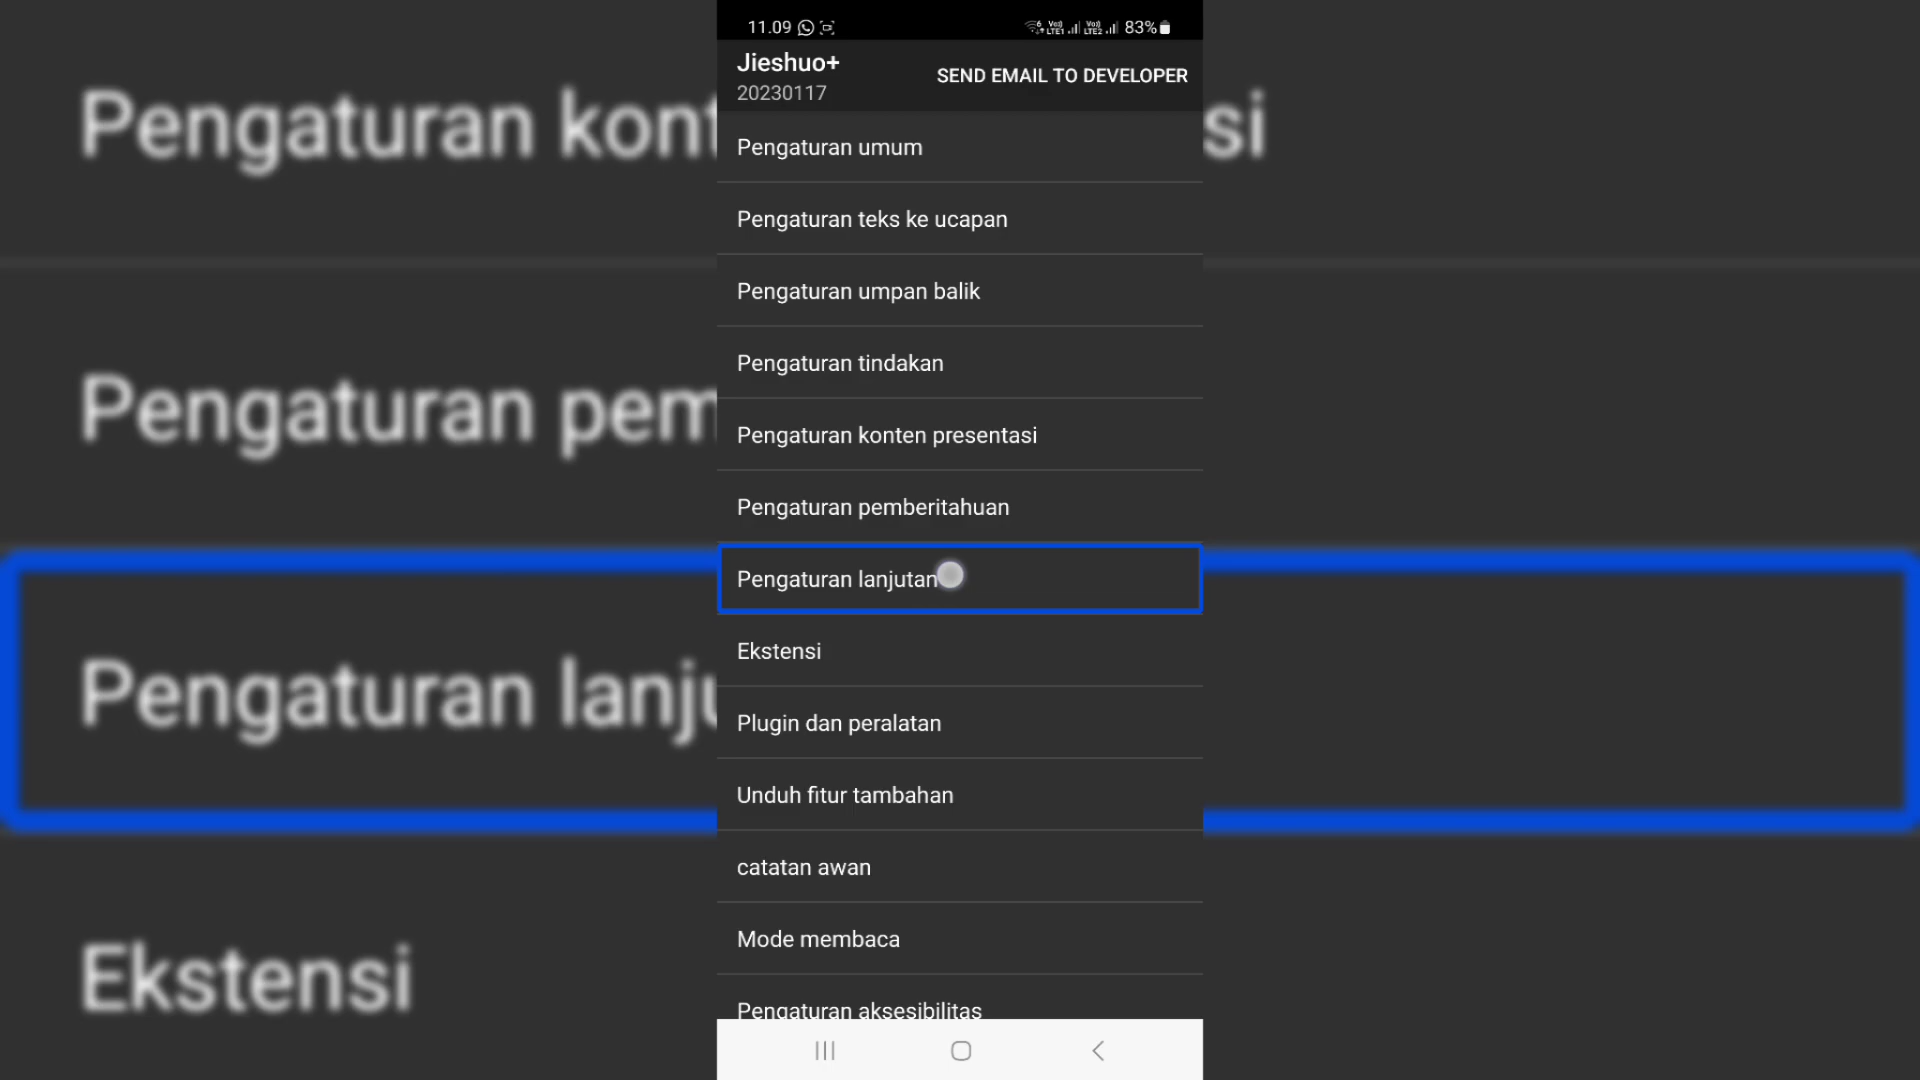 11.09 83%
Jieshuo+
20230117
SEND EMAIL TO DEVELOPER
Pengaturan umum
Pengaturan teks ke ucapan
Pengaturan umpan balik
Pengaturan tindakan
Pengaturan konten presentasi
Pengaturan pemberitahuan
Pengaturan lanjutan
Ekstensi
Plugin dan peralatan
Unduh fitur tambahan
catatan awan
Mode membaca
Pengaturan aksesibilitas
Pengaturan kont
si
Pengaturan pem
Pengaturan lanju
Ekstensi